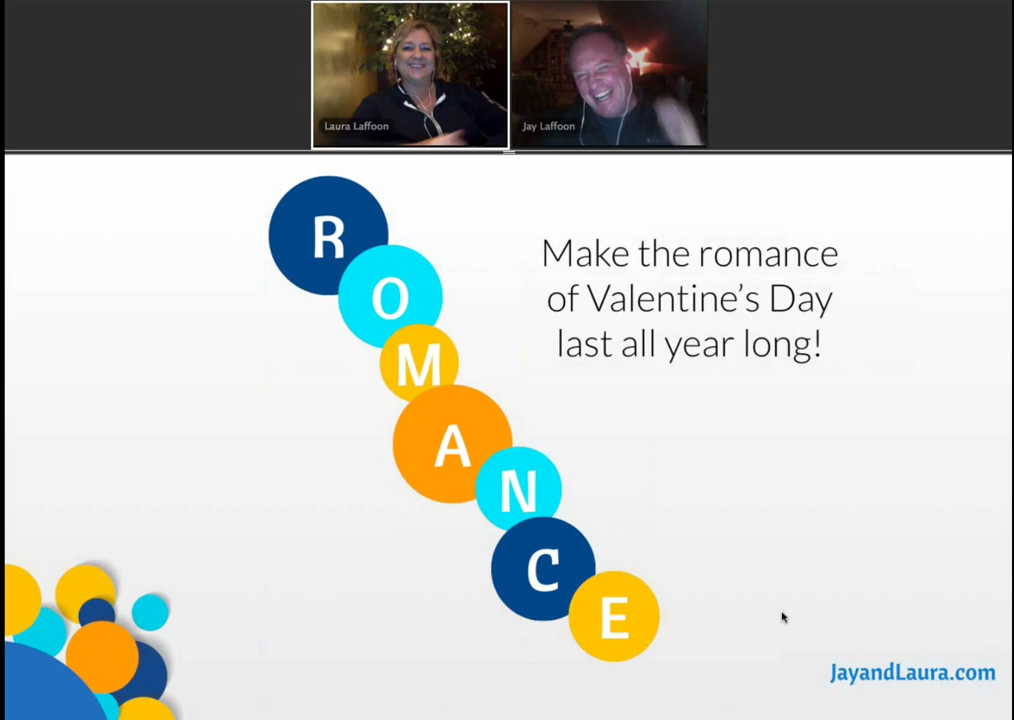 Laura Laffoon
Jay Laffoon
R
O
M
A
N
C
E
Make the romance
of Valentine’s Day
last all year long!
JayandLaura.com